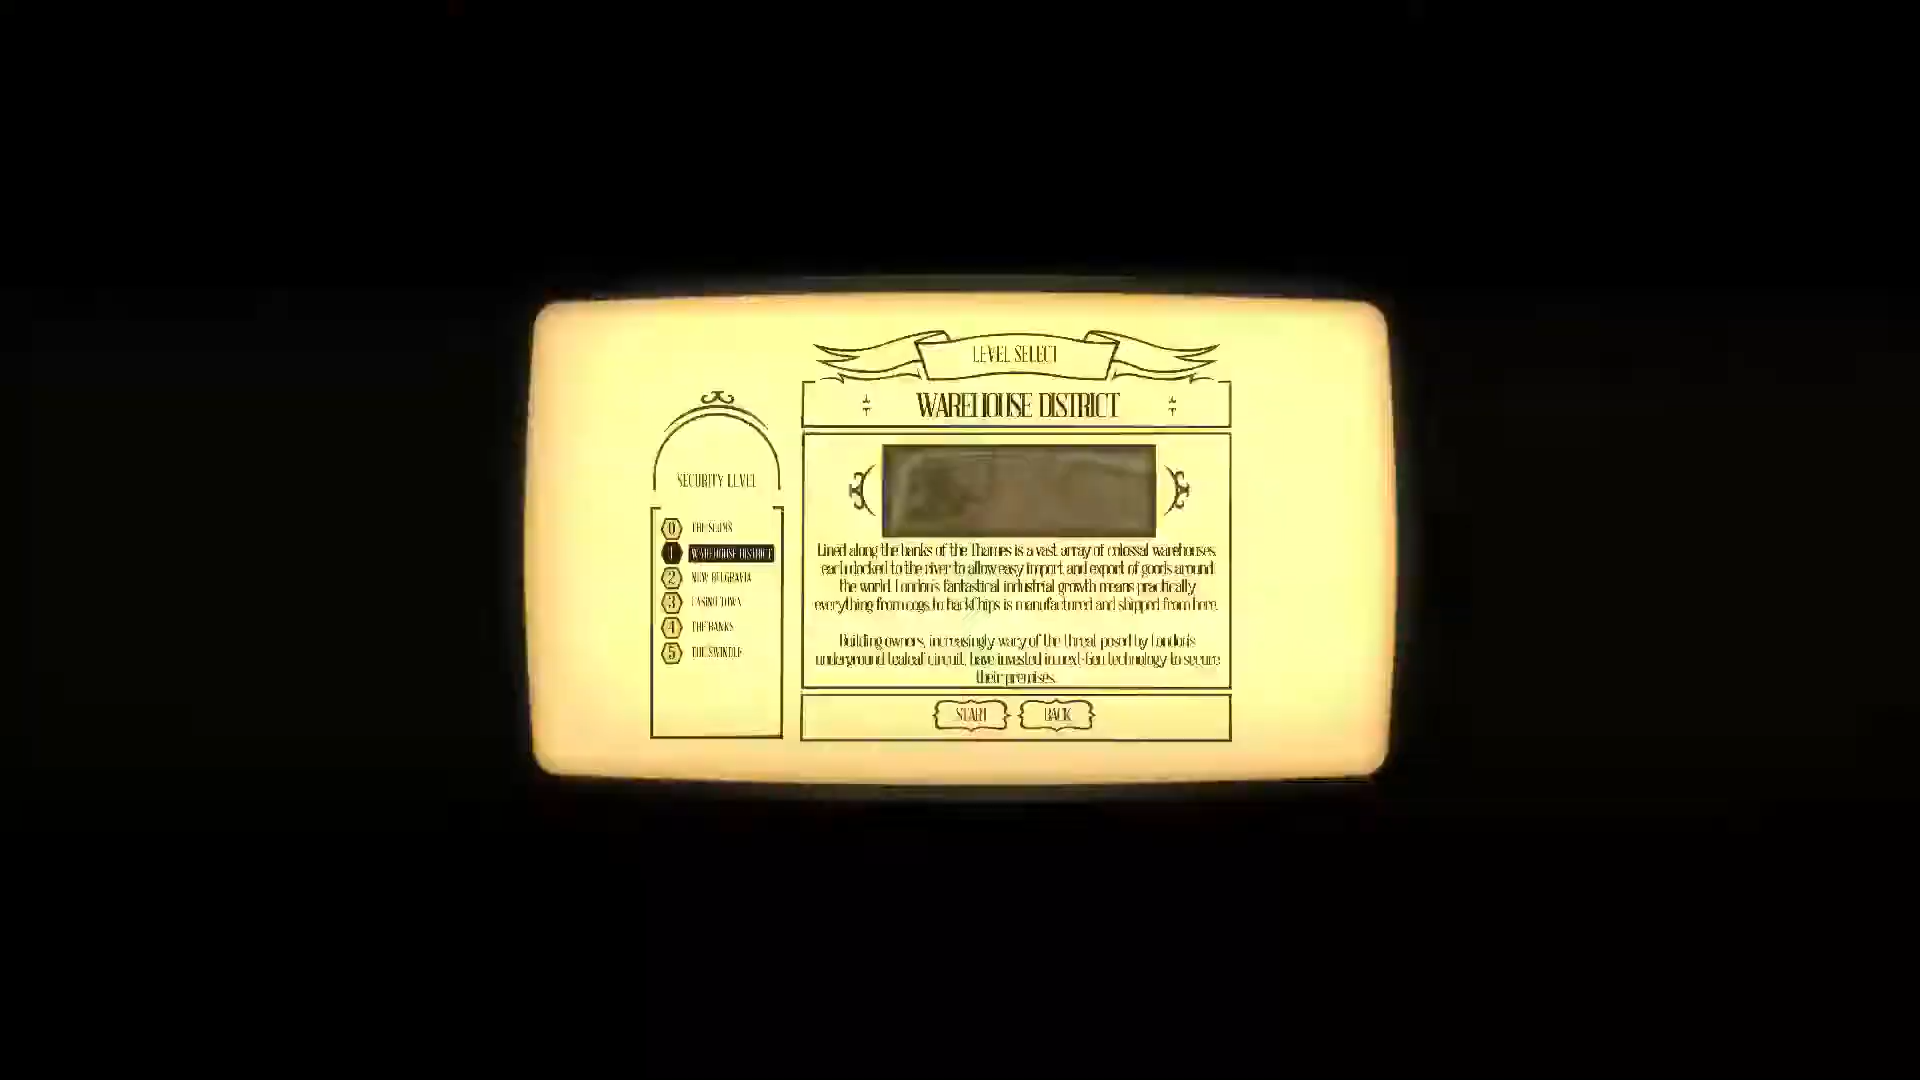 LEVEL SELECT
WAREHOUSE DISTRICT
SECURITY LEVEL
0 THE SLUMS
1 WAREHOUSE DISTRICT
2 NEW BELGRAVIA
3 CASINO TOWN
4 THE BANKS
5 THE SWINDLE
Lined along the banks of the Thames is a vast array of colossal warehouses,
each docked to the river to allow easy import and export of goods around
the world. London's fantastical industrial growth means practically
everything from cogs to hackChips is manufactured and shipped from here.
Building owners, increasingly wary of the threat posed by London's
underground tealeaf circuit, have invested in next-Gen technology to secure
their premises.
START BACK